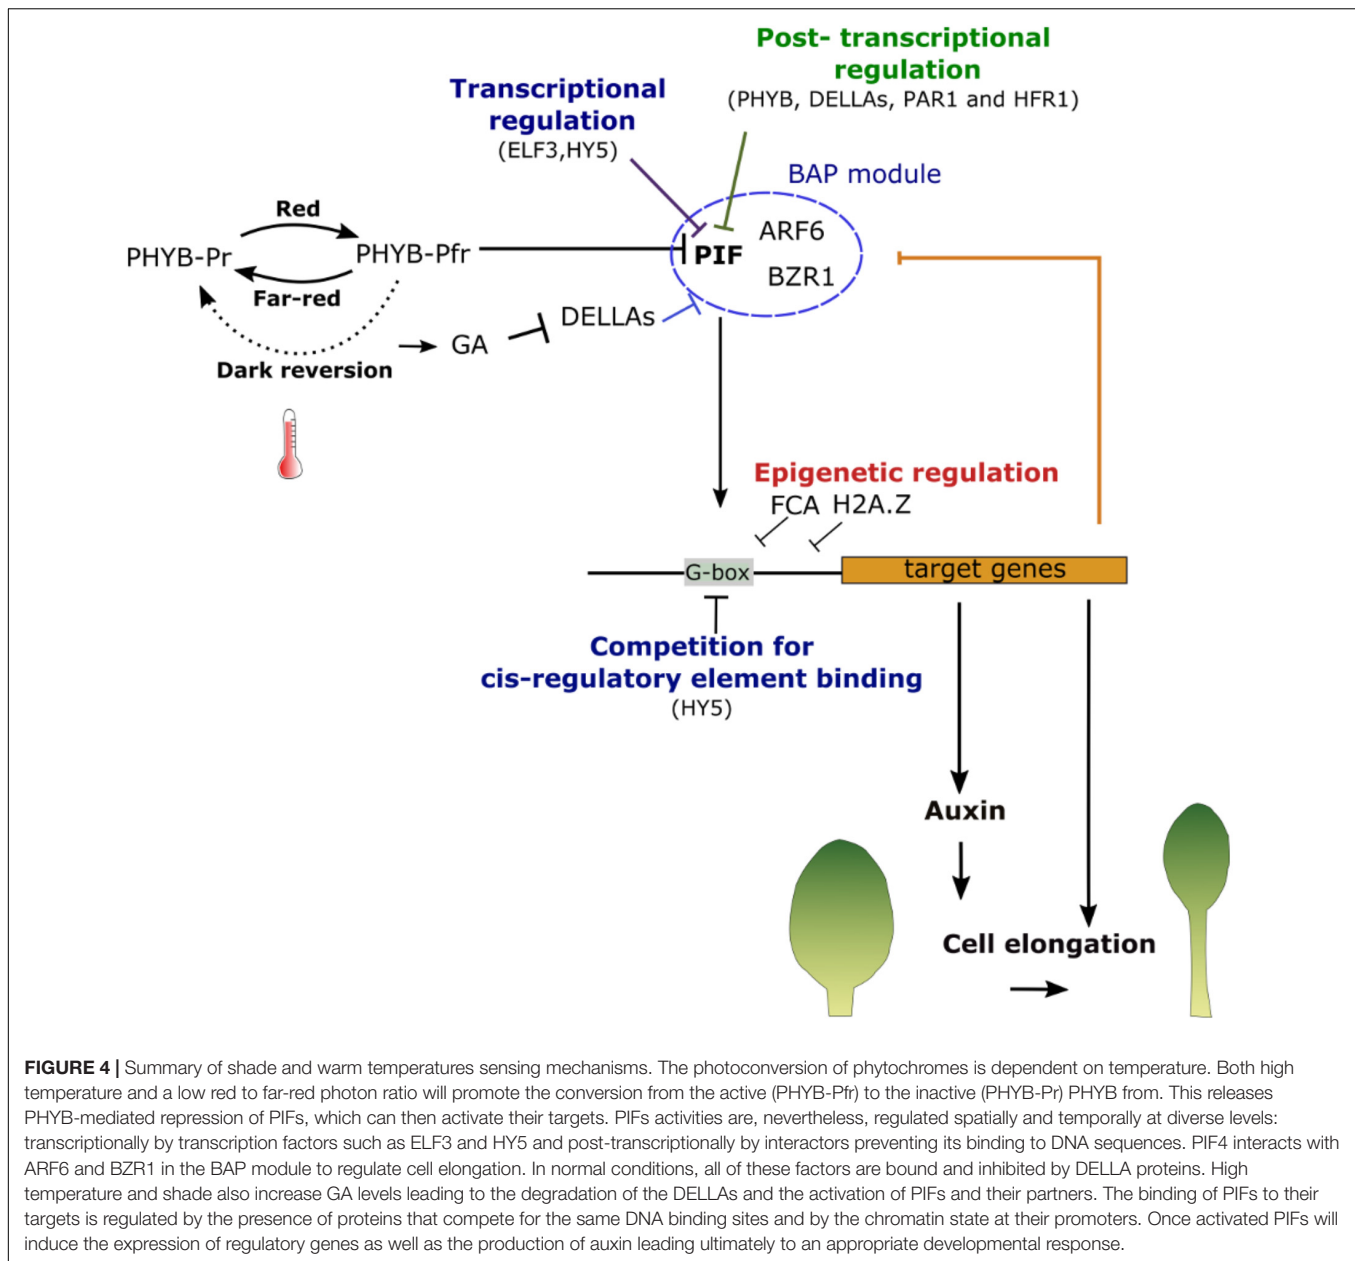 Post- transcriptional
regulation
(PHYB, DELLAs, PAR1 and HFR1)
Transcriptional
regulation
(ELF3,HY5)
BAP module
Red
PHYB-Pr
PHYB-Pfr
Far-red
PIF
ARF6
BZR1
DELLAs
GA
Dark reversion
Epigenetic regulation
FCA H2A.Z
G-box
target genes
Competition for
cis-regulatory element binding
(HY5)
Auxin
Cell elongation
FIGURE 4 | Summary of shade and warm temperatures sensing mechanisms. The photoconversion of phytochromes is dependent on temperature. Both high
temperature and a low red to far-red photon ratio will promote the conversion from the active (PHYB-Pfr) to the inactive (PHYB-Pr) PHYB from. This releases
PHYB-mediated repression of PIFs, which can then activate their targets. PIFs activities are, nevertheless, regulated spatially and temporally at diverse levels:
transcriptionally by transcription factors such as ELF3 and HY5 and post-transcriptionally by interactors preventing its binding to DNA sequences. PIF4 interacts with
ARF6 and BZR1 in the BAP module to regulate cell elongation. In normal conditions, all of these factors are bound and inhibited by DELLA proteins. High
temperature and shade also increase GA levels leading to the degradation of the DELLAs and the activation of PIFs and their partners. The binding of PIFs to their
targets is regulated by the presence of proteins that compete for the same DNA binding sites and by the chromatin state at their promoters. Once activated PIFs will
induce the expression of regulatory genes as well as the production of auxin leading ultimately to an appropriate developmental response.